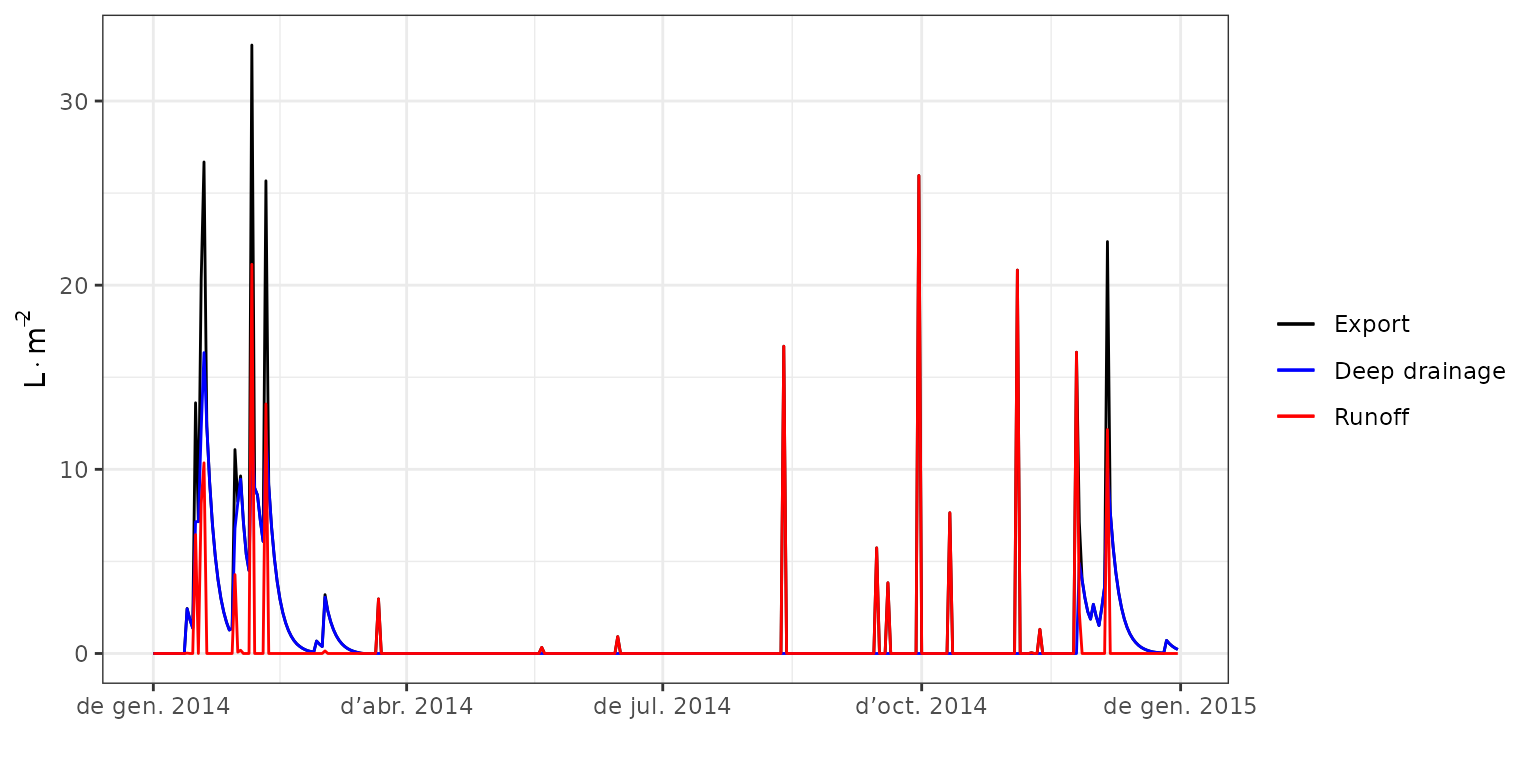 30
20
10
0
L · m⁻²
de gen. 2014
d’abr. 2014
de jul. 2014
d’oct. 2014
de gen. 2015
Export
Deep drainage
Runoff